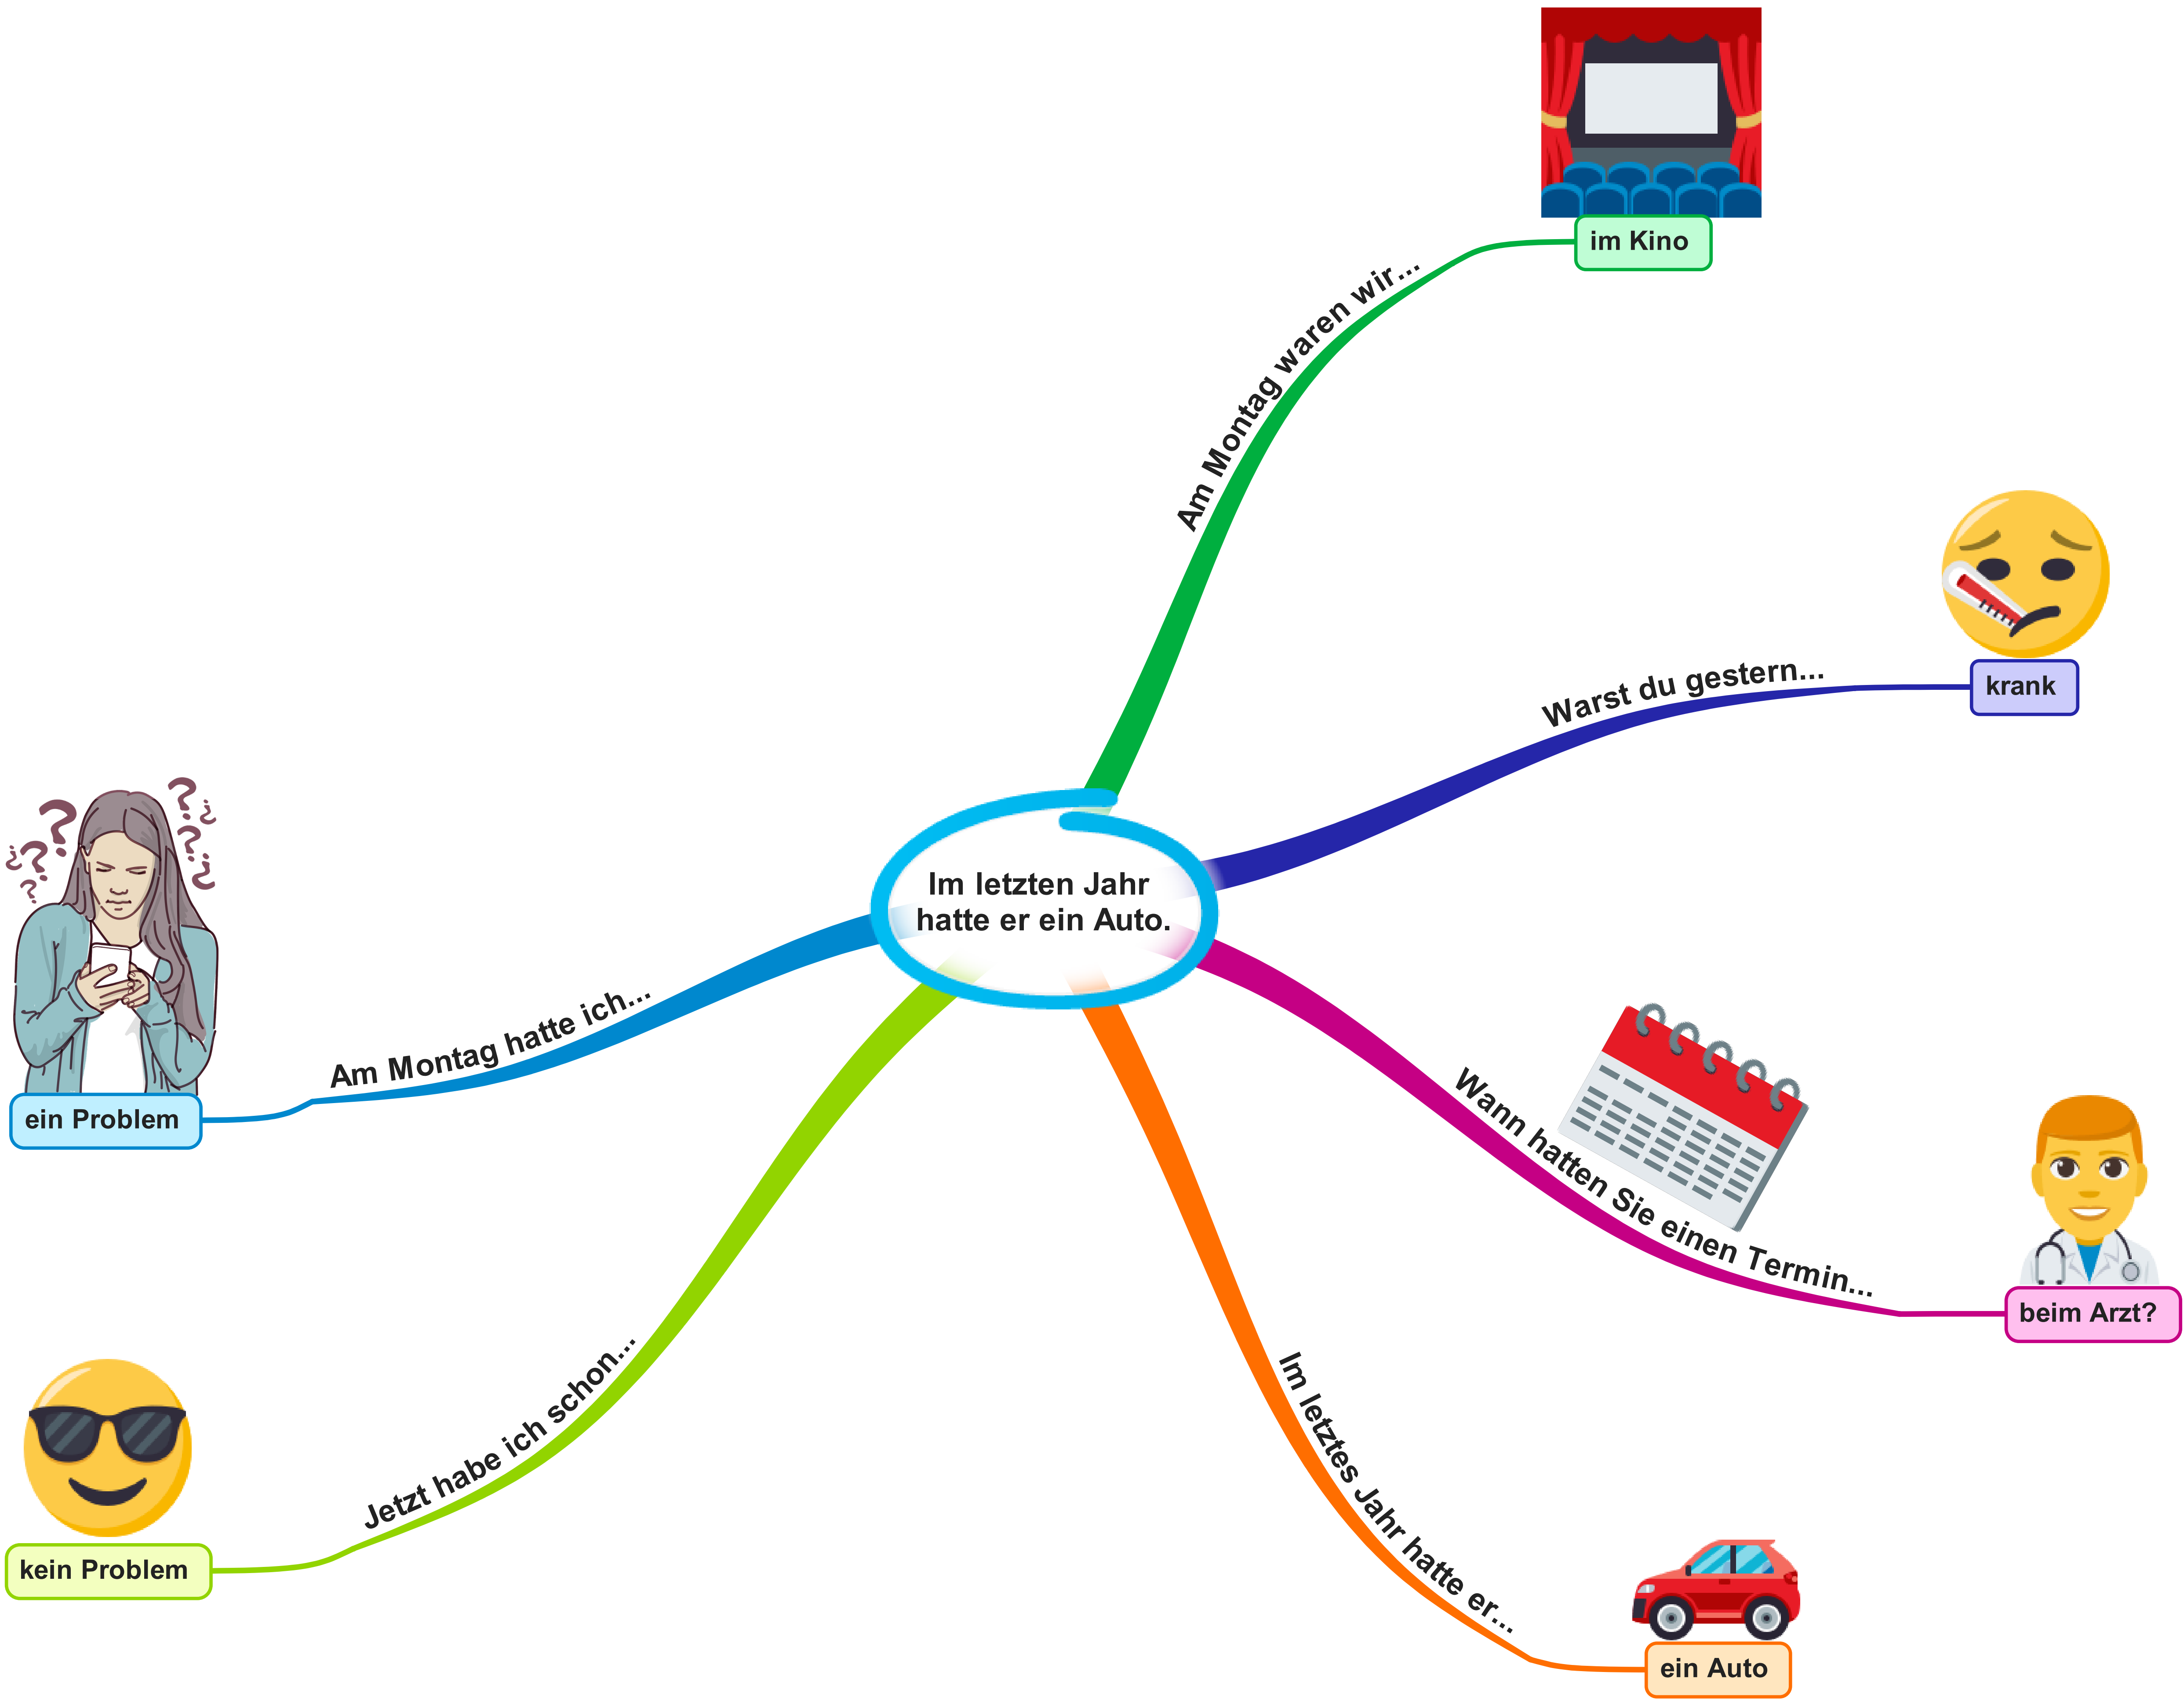 Im letzten Jahr
hatte er ein Auto.
Am Montag waren wir...
im Kino
Warst du gestern...
krank
Wann hatten Sie einen Termin...
beim Arzt?
Im letztes Jahr hatte er...
ein Auto
Jetzt habe ich schon...
kein Problem
Am Montag hatte ich...
ein Problem